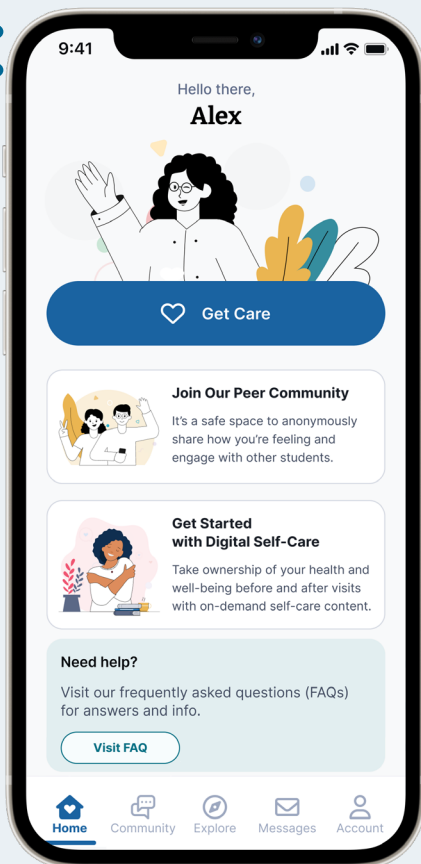 9:41
Hello there,
Alex
Get Care
Join Our Peer Community
It's a safe space to anonymously
share how you're feeling and
engage with other students.
Get Started
with Digital Self-Care
Take ownership of your health and
well-being before and after visits
with on-demand self-care content.
Need help?
Visit our frequently asked questions (FAQs)
for answers and info.
Visit FAQ
Home Community Explore Messages Account